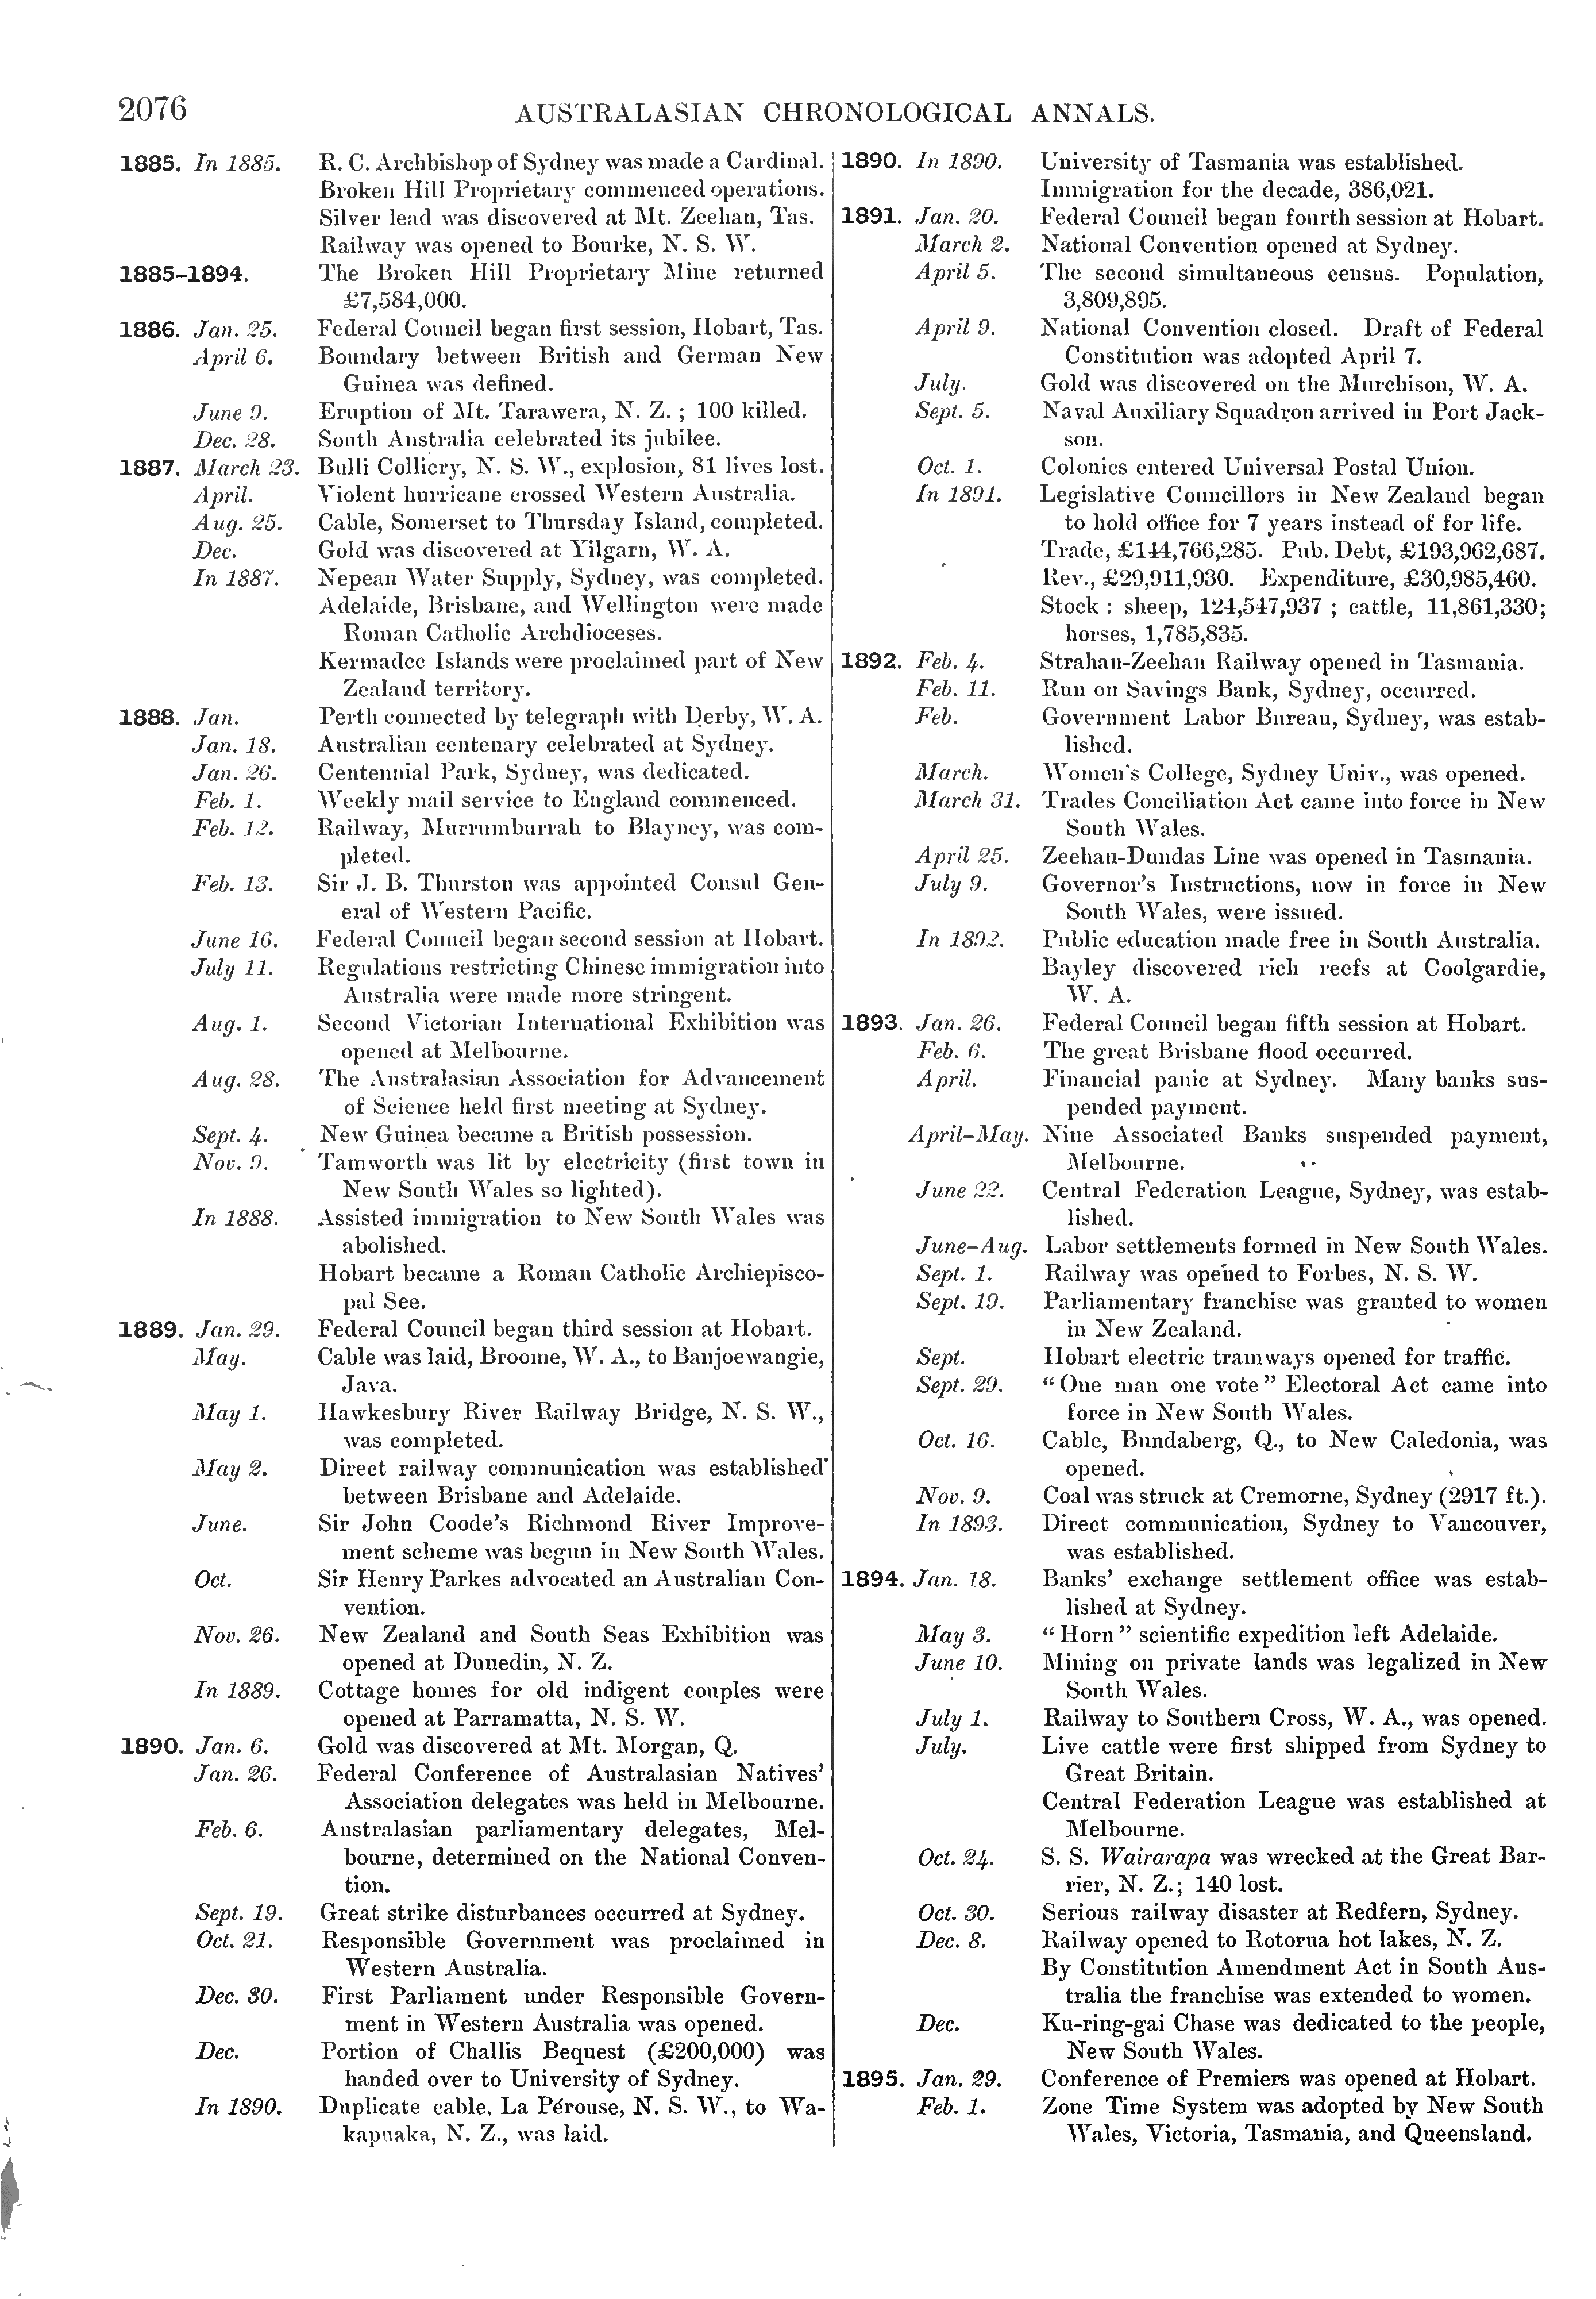 2076
AUSTRALASIAN CHRONOLOGICAL ANNALS.
1885. In 1885. R. C. Archbishop of Sydney was made a Cardinal.
Broken Hill Proprietary commenced operations.
Silver lead was discovered at Mt. Zeehan, Tas.
Railway was opened to Bourke, N. S. W.
1885–1894. The Broken Hill Proprietary Mine returned
£7,584,000.
1886. Jan. 25. Federal Council began first session, Hobart, Tas.
April 6. Boundary between British and German New
Guinea was defined.
June 9. Eruption of Mt. Tarawera, N. Z. ; 100 killed.
Dec. 28. South Australia celebrated its jubilee.
1887. March 23. Bulli Colliery, N. S. W., explosion, 81 lives lost.
April. Violent hurricane crossed Western Australia.
Aug. 25. Cable, Somerset to Thursday Island, completed.
Dec. Gold was discovered at Yilgarn, W. A.
In 1887. Nepean Water Supply, Sydney, was completed.
Adelaide, Brisbane, and Wellington were made
Roman Catholic Archdioceses.
Kermadec Islands were proclaimed part of New
Zealand territory.
1888. Jan. Perth connected by telegraph with Derby, W. A.
Jan. 18. Australian centenary celebrated at Sydney.
Jan. 26. Centennial Park, Sydney, was dedicated.
Feb. 1. Weekly mail service to England commenced.
Feb. 12. Railway, Murrumburrah to Blayney, was com-
pleted.
Feb. 13. Sir J. B. Thurston was appointed Consul Gen-
eral of Western Pacific.
June 16. Federal Council began second session at Hobart.
July 11. Regulations restricting Chinese immigration into
Australia were made more stringent.
Aug. 1. Second Victorian International Exhibition was
opened at Melbourne.
Aug. 28. The Australasian Association for Advancement
of Science held first meeting at Sydney.
Sept. 4. New Guinea became a British possession.
Nov. 9. Tamworth was lit by electricity (first town in
New South Wales so lighted).
In 1888. Assisted immigration to New South Wales was
abolished.
Hobart became a Roman Catholic Archiepisco-
pal See.
1889. Jan. 29. Federal Council began third session at Hobart.
May. Cable was laid, Broome, W. A., to Banjoewangie,
Java.
May 1. Hawkesbury River Railway Bridge, N. S. W.,
was completed.
May 2. Direct railway communication was established
between Brisbane and Adelaide.
June. Sir John Coode's Richmond River Improve-
ment scheme was begun in New South Wales.
Oct. Sir Henry Parkes advocated an Australian Con-
vention.
Nov. 26. New Zealand and South Seas Exhibition was
opened at Dunedin, N. Z.
In 1889. Cottage homes for old indigent couples were
opened at Parramatta, N. S. W.
1890. Jan. 6. Gold was discovered at Mt. Morgan, Q.
Jan. 26. Federal Conference of Australasian Natives'
Association delegates was held in Melbourne.
Feb. 6. Australasian parliamentary delegates, Mel-
bourne, determined on the National Conven-
tion.
Sept. 19. Great strike disturbances occurred at Sydney.
Oct. 21. Responsible Government was proclaimed in
Western Australia.
Dec. 30. First Parliament under Responsible Govern-
ment in Western Australia was opened.
Dec. Portion of Challis Bequest (£200,000) was
handed over to University of Sydney.
In 1890. Duplicate cable, La Pérouse, N. S. W., to Wa-
kapuaka, N. Z., was laid.
1890. In 1890. University of Tasmania was established.
Immigration for the decade, 386,021.
1891. Jan. 20. Federal Council began fourth session at Hobart.
March 2. National Convention opened at Sydney.
April 5. The second simultaneous census. Population,
3,809,895.
April 9. National Convention closed. Draft of Federal
Constitution was adopted April 7.
July. Gold was discovered on the Murchison, W. A.
Sept. 5. Naval Auxiliary Squadron arrived in Port Jack-
son.
Oct. 1. Colonies entered Universal Postal Union.
In 1891. Legislative Councillors in New Zealand began
to hold office for 7 years instead of for life.
Trade, £144,766,285. Pub. Debt, £193,962,687.
Rev., £29,911,930. Expenditure, £30,985,460.
Stock : sheep, 124,547,937 ; cattle, 11,861,330;
horses, 1,785,835.
1892. Feb. 4. Strahan-Zeehan Railway opened in Tasmania.
Feb. 11. Run on Savings Bank, Sydney, occurred.
Feb. Government Labor Bureau, Sydney, was estab-
lished.
March. Women's College, Sydney Univ., was opened.
March 31. Trades Conciliation Act came into force in New
South Wales.
April 25. Zeehan-Dundas Line was opened in Tasmania.
July 9. Governor's Instructions, now in force in New
South Wales, were issued.
In 1892. Public education made free in South Australia.
Bayley discovered rich reefs at Coolgardie,
W. A.
1893. Jan. 26. Federal Council began fifth session at Hobart.
Feb. 6. The great Brisbane flood occurred.
April. Financial panic at Sydney. Many banks sus-
pended payment.
April–May. Nine Associated Banks suspended payment,
Melbourne.
June 22. Central Federation League, Sydney, was estab-
lished.
June–Aug. Labor settlements formed in New South Wales.
Sept. 1. Railway was opened to Forbes, N. S. W.
Sept. 19. Parliamentary franchise was granted to women
in New Zealand.
Sept. Hobart electric tramways opened for traffic.
Sept. 29. “ One man one vote ” Electoral Act came into
force in New South Wales.
Oct. 16. Cable, Bundaberg, Q., to New Caledonia, was
opened.
Nov. 9. Coal was struck at Cremorne, Sydney (2917 ft.).
In 1893. Direct communication, Sydney to Vancouver,
was established.
1894. Jan. 18. Banks' exchange settlement office was estab-
lished at Sydney.
May 3. “ Horn ” scientific expedition left Adelaide.
June 10. Mining on private lands was legalized in New
South Wales.
July 1. Railway to Southern Cross, W. A., was opened.
July. Live cattle were first shipped from Sydney to
Great Britain.
Central Federation League was established at
Melbourne.
Oct. 24. S. S. Wairarapa was wrecked at the Great Bar-
rier, N. Z.; 140 lost.
Oct. 30. Serious railway disaster at Redfern, Sydney.
Dec. 8. Railway opened to Rotorua hot lakes, N. Z.
By Constitution Amendment Act in South Aus-
tralia the franchise was extended to women.
Dec. Ku-ring-gai Chase was dedicated to the people,
New South Wales.
1895. Jan. 29. Conference of Premiers was opened at Hobart.
Feb. 1. Zone Time System was adopted by New South
Wales, Victoria, Tasmania, and Queensland.